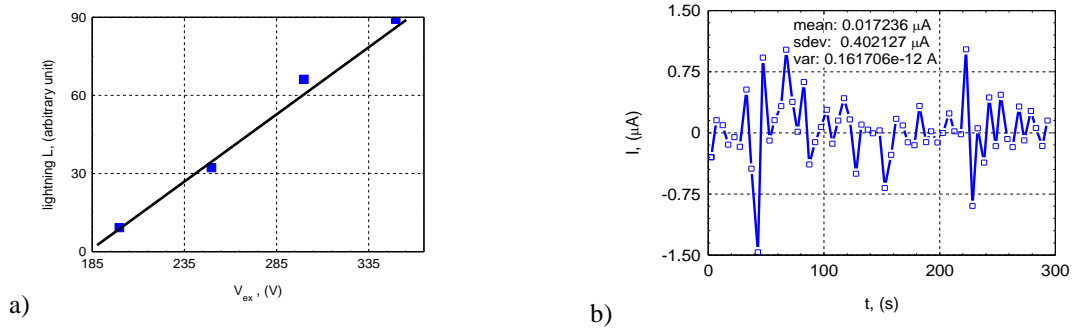 90
60
30
0
185
235
285
335
lightning L, (arbitrary unit)
V_ex , (V)
a)
1.50
0.75
0
-0.75
-1.50
0
100
200
300
I, (μA)
t, (s)
mean: 0.017236 μA
sdev: 0.402127 μA
var: 0.161706e-12 A
b)